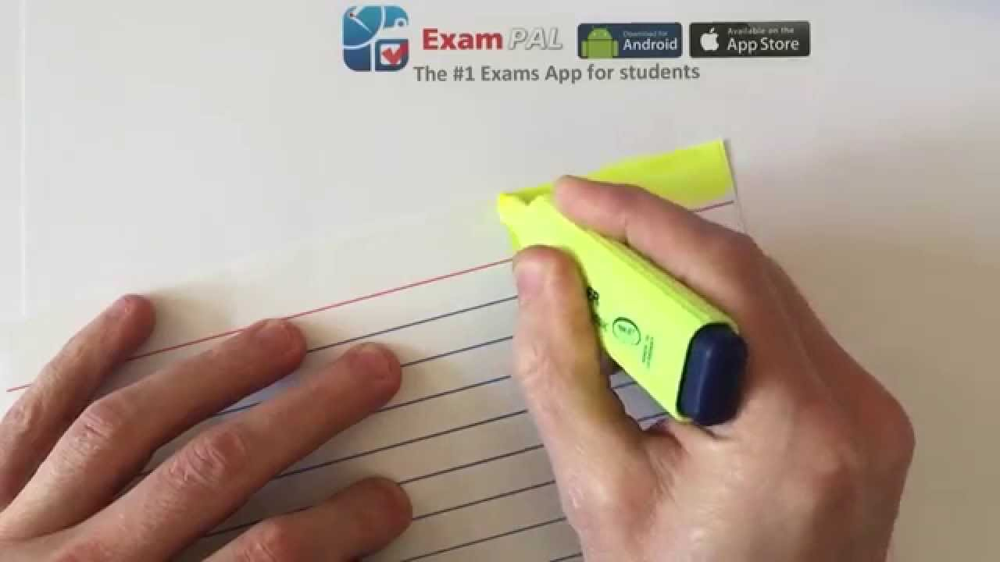 Exam PAL
Download for
Android
Available on the
App Store
The #1 Exams App for students